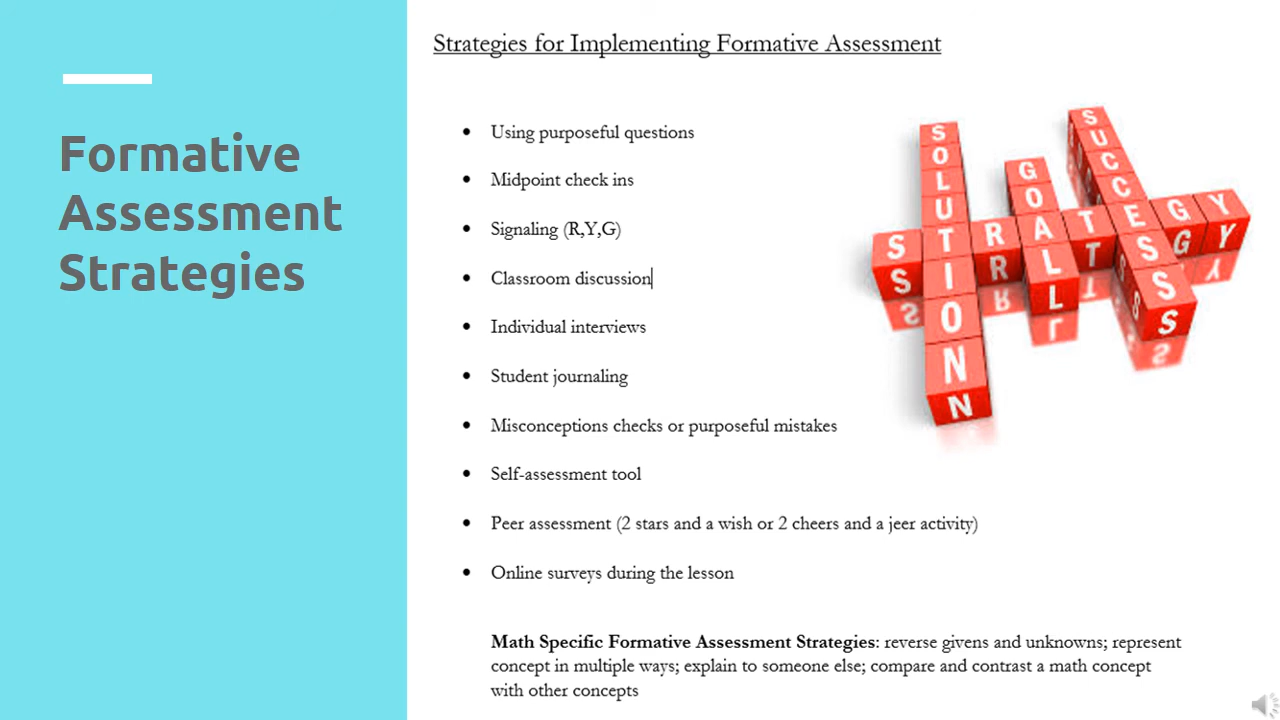 Formative
Assessment
Strategies
Strategies for Implementing Formative Assessment
• Using purposeful questions
• Midpoint check ins
• Signaling (R,Y,G)
• Classroom discussion
• Individual interviews
• Student journaling
• Misconceptions checks or purposeful mistakes
• Self-assessment tool
• Peer assessment (2 stars and a wish or 2 cheers and a jeer activity)
• Online surveys during the lesson
Math Specific Formative Assessment Strategies: reverse givens and unknowns; represent
concept in multiple ways; explain to someone else; compare and contrast a math concept
with other concepts
SOLUTION
GOAL
SUCCESS
STRATEGY